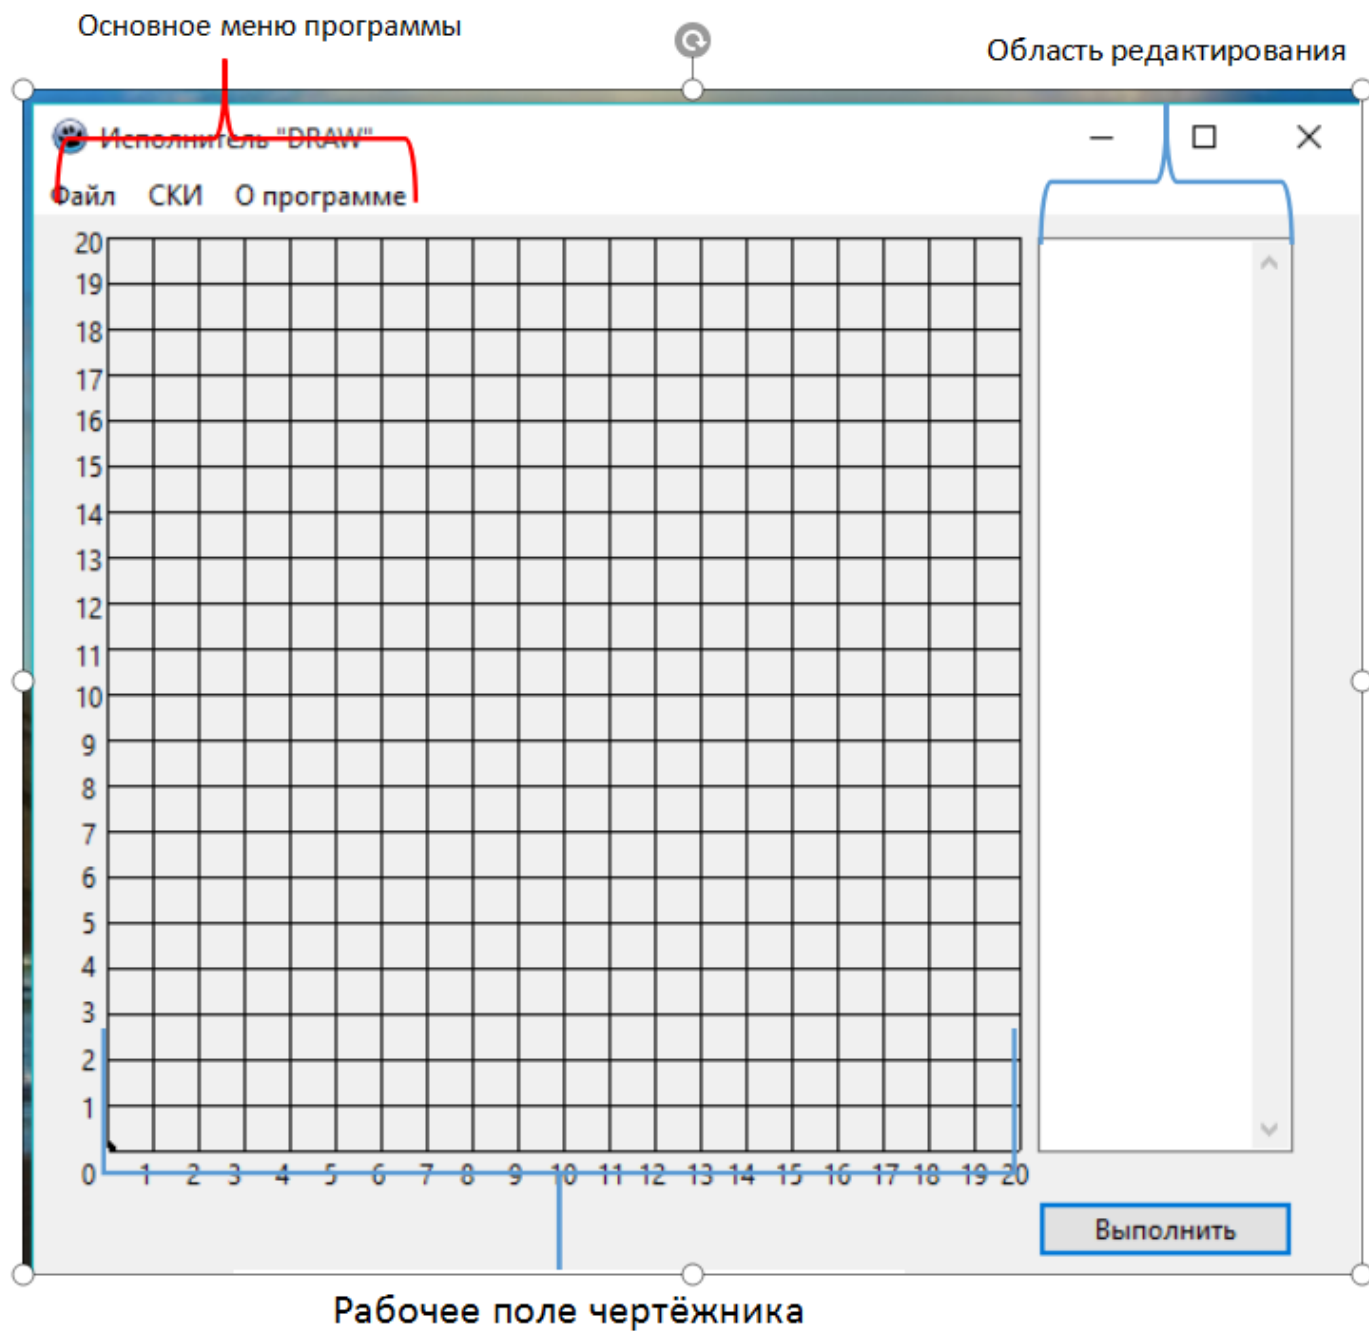 Основное меню программы
Область редактирования
Исполнитель "DRAW"
Файл СКИ О программе
20
19
18
17
16
15
14
13
12
11
10
9
8
7
6
5
4
3
2
1
0 1 2 3 4 5 6 7 8 9 10 11 12 13 14 15 16 17 18 19 20
Выполнить
Рабочее поле чертёжника